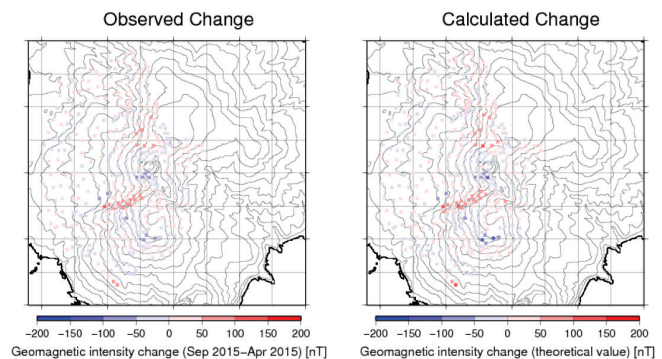 Observed Change
Calculated Change
−200 −150 −100 −50 0 50 100 150 200
Geomagnetic intensity change (Sep 2015−Apr 2015) [nT]
−200 −150 −100 −50 0 50 100 150 200
Geomagnetic intensity change (theoretical value) [nT]